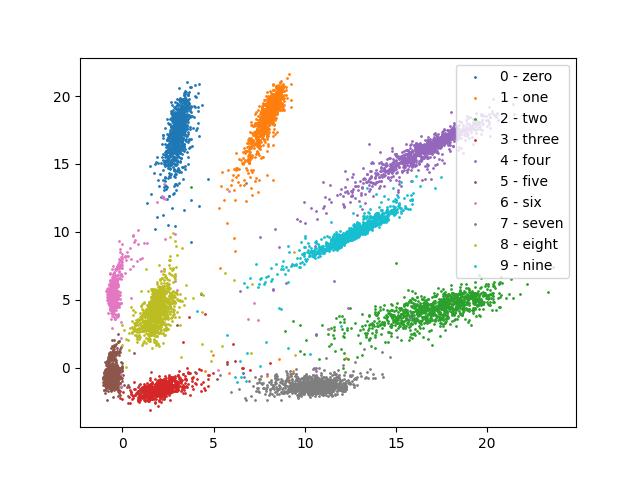 0 - zero
1 - one
2 - two
3 - three
4 - four
5 - five
6 - six
7 - seven
8 - eight
9 - nine
20
15
10
5
0
0
5
10
15
20